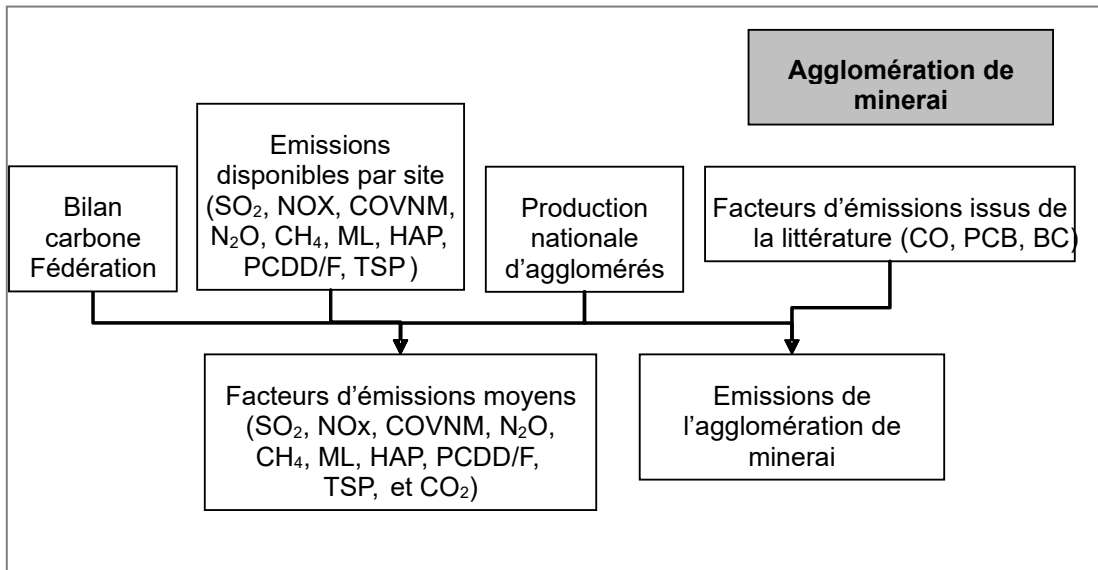 Agglomération de
minerai
Bilan
carbone
Fédération
Emissions
disponibles par site
(SO₂, NOX, COVNM,
N₂O, CH₄, ML, HAP,
PCDD/F, TSP)
Production
nationale
d’agglomérés
Facteurs d’émissions issus de
la littérature (CO, PCB, BC)
Facteurs d’émissions moyens
(SO₂, NOx, COVNM, N₂O,
CH₄, ML, HAP, PCDD/F,
TSP, et CO₂)
Emissions de
l’agglomération de
minerai